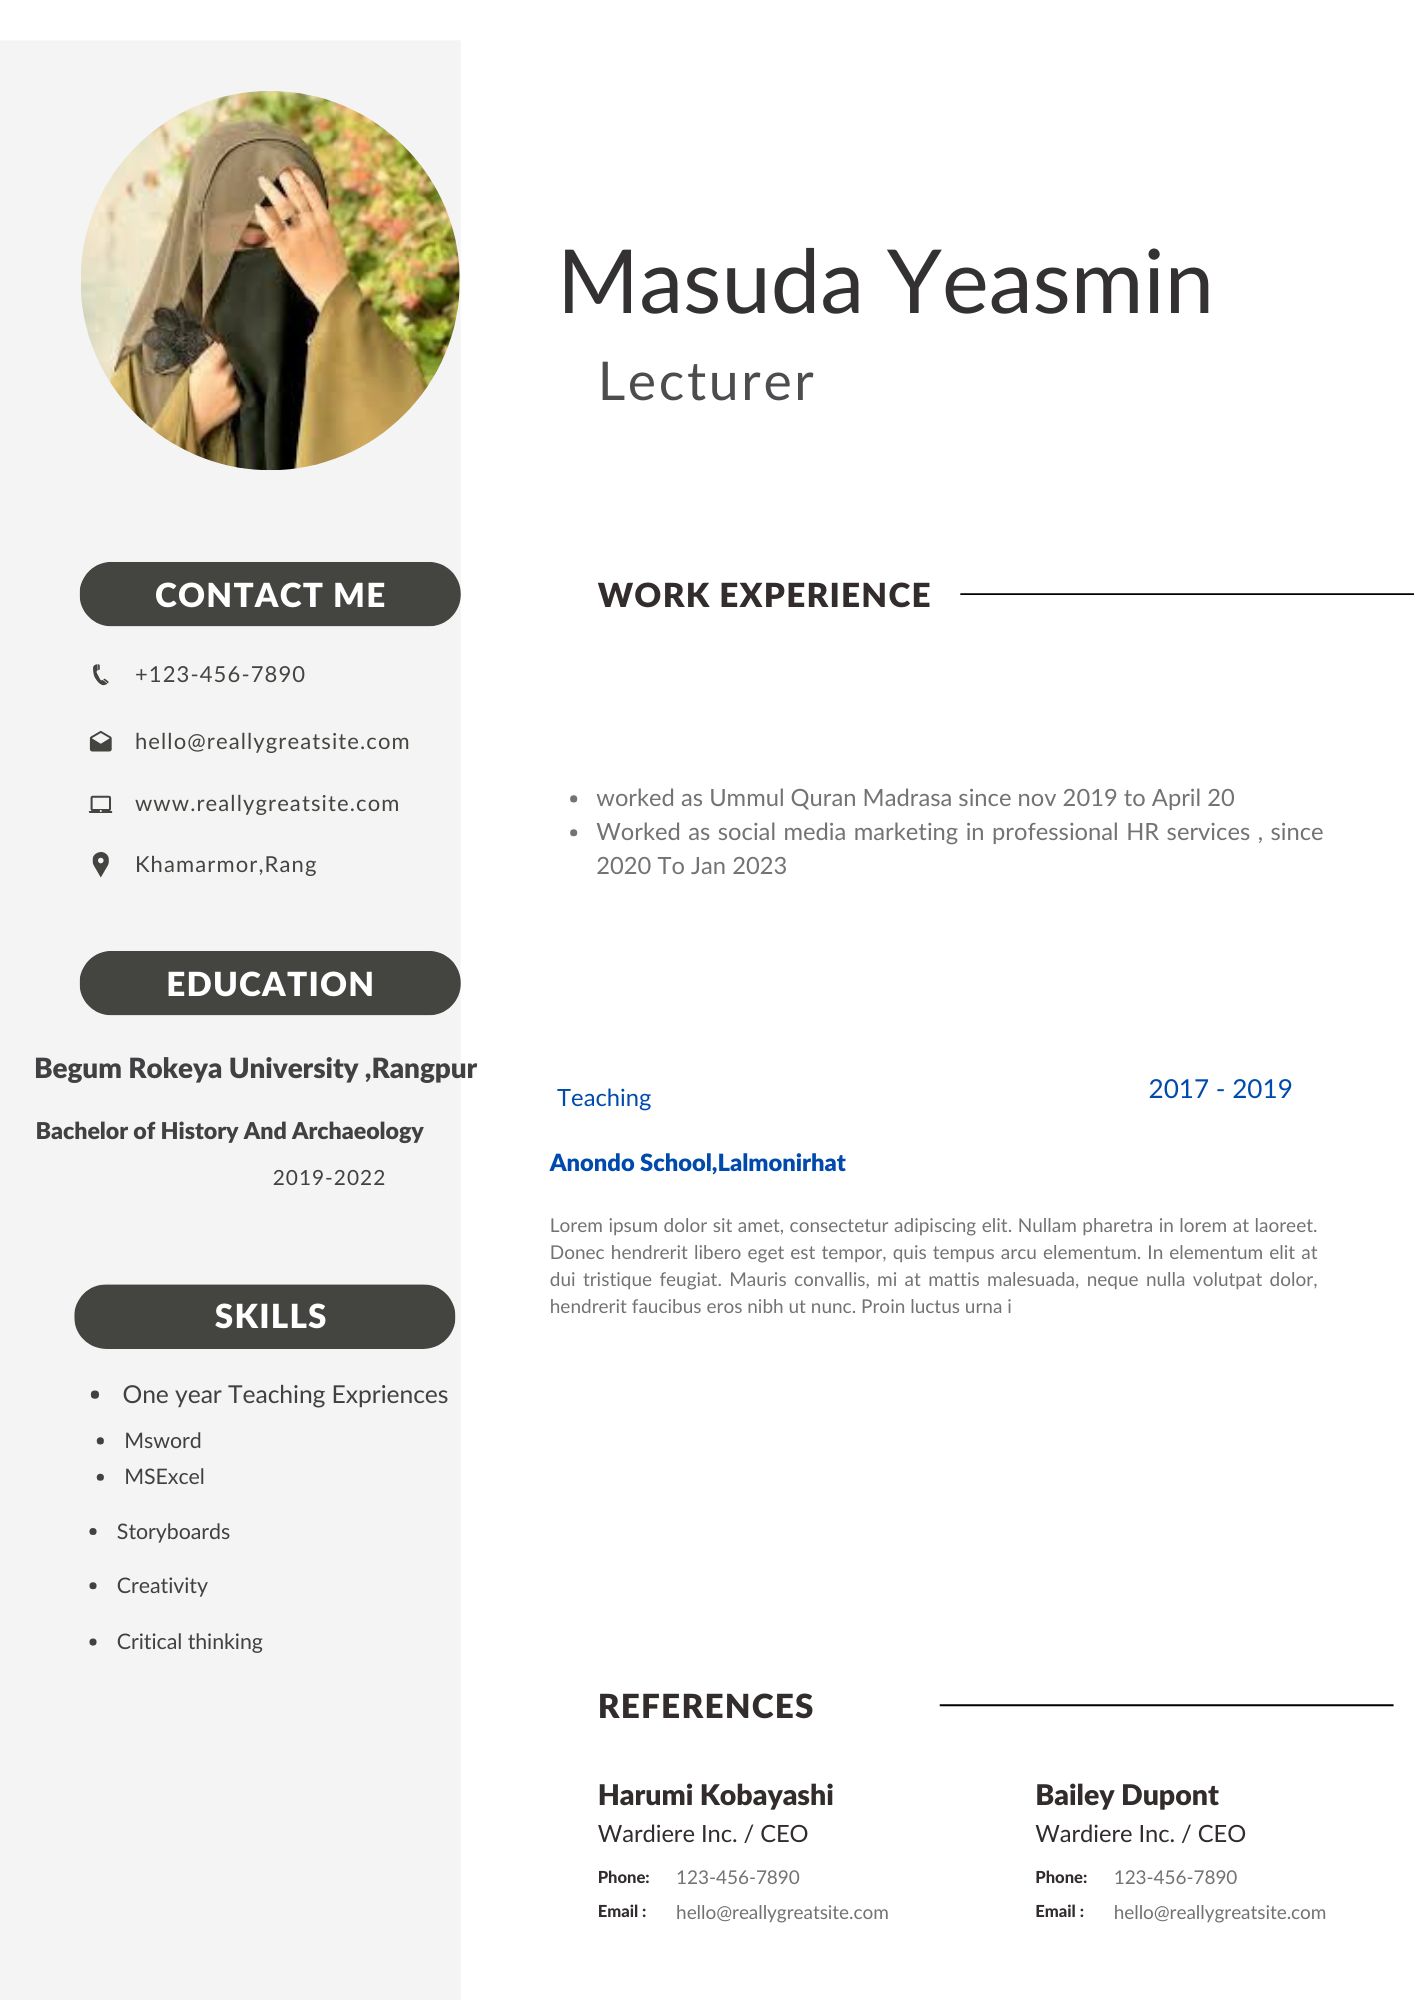 Masuda Yeasmin
Lecturer
CONTACT ME
+123-456-7890
hello@reallygreatsite.com
www.reallygreatsite.com
Khamarmor,Rang
EDUCATION
Begum Rokeya University ,Rangpur
Bachelor of History And Archaeology
2019-2022
SKILLS
• One year Teaching Expriences
• Msword
• MSExcel
• Storyboards
• Creativity
• Critical thinking
WORK EXPERIENCE
• worked as Ummul Quran Madrasa since nov 2019 to April 20
• Worked as social media marketing in professional HR services , since
2020 To Jan 2023
Teaching
2017 - 2019
Anondo School,Lalmonirhat
Lorem ipsum dolor sit amet, consectetur adipiscing elit. Nullam pharetra in lorem at laoreet.
Donec hendrerit libero eget est tempor, quis tempus arcu elementum. In elementum elit at
dui tristique feugiat. Mauris convallis, mi at mattis malesuada, neque nulla volutpat dolor,
hendrerit faucibus eros nibh ut nunc. Proin luctus urna i
REFERENCES
Harumi Kobayashi
Wardiere Inc. / CEO
Phone: 123-456-7890
Email : hello@reallygreatsite.com
Bailey Dupont
Wardiere Inc. / CEO
Phone: 123-456-7890
Email : hello@reallygreatsite.com